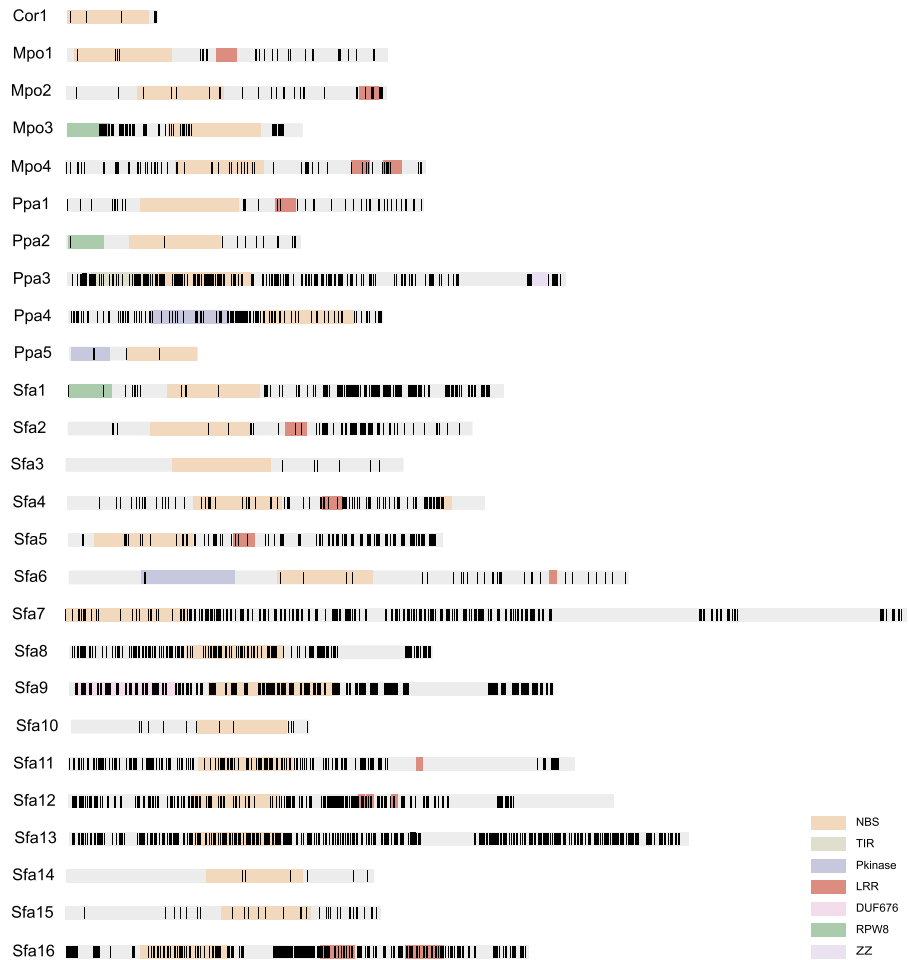 Cor1
Mpo1
Mpo2
Mpo3
Mpo4
Ppa1
Ppa2
Ppa3
Ppa4
Ppa5
Sfa1
Sfa2
Sfa3
Sfa4
Sfa5
Sfa6
Sfa7
Sfa8
Sfa9
Sfa10
Sfa11
Sfa12
Sfa13
Sfa14
Sfa15
Sfa16
NBS
TIR
Pkinase
LRR
DUF676
RPW8
ZZ